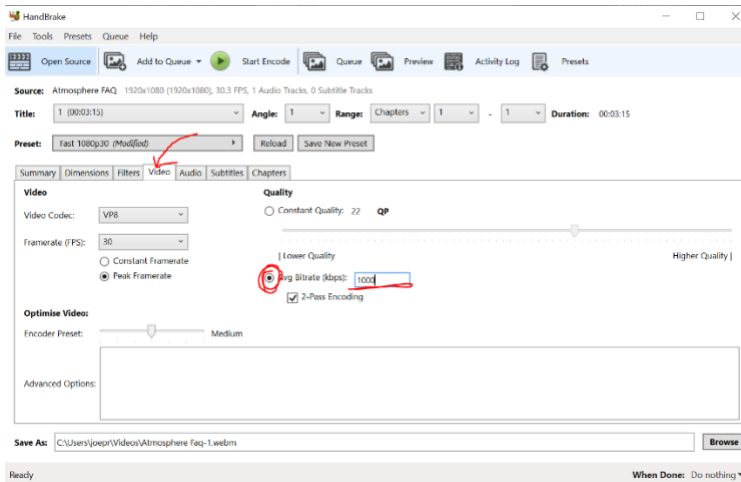 HandBrake
File Tools Presets Queue Help
Open Source Add to Queue Start Encode Queue Preview Activity Log Presets
Source: Atmosphere FAQ 1920x1080 (1920x1080), 30.3 FPS, 1 Audio Tracks, 0 Subtitle Tracks
Title: 1 (00:03:15) Angle: 1 Range: Chapters 1 - 1 Duration: 00:03:15
Preset: Fast 1080p30 (Modified) Reload Save New Preset
Summary Dimensions Filters Video Audio Subtitles Chapters
Video Quality
Video Codec: VP8 Constant Quality: 22 QP
Framerate (FPS): 30
Constant Framerate | Lower Quality Higher Quality |
Peak Framerate Avg Bitrate (kbps): 1000
2-Pass Encoding
Optimise Video:
Encoder Preset: Medium
Advanced Options:
Save As: C:\Users\joepr\Videos\Atmosphere Faq-1.webm Browse
Ready When Done: Do nothing